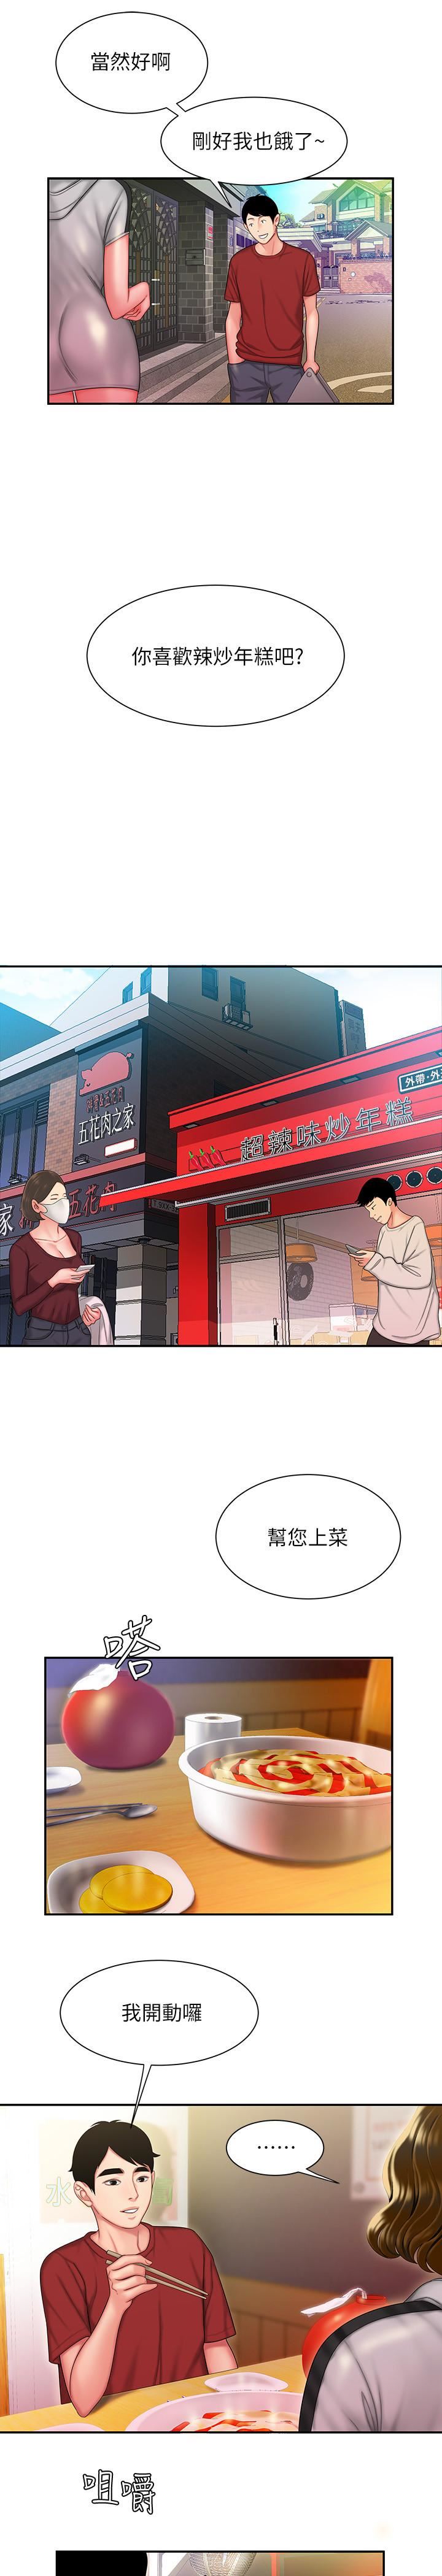 當然好啊
剛好我也餓了~
你喜歡辣炒年糕吧?
外帶·外
超辣味炒年糕
五花肉之家
家
五花肉
幫您上菜
嗒
我開動囉
……
水
咀嚼